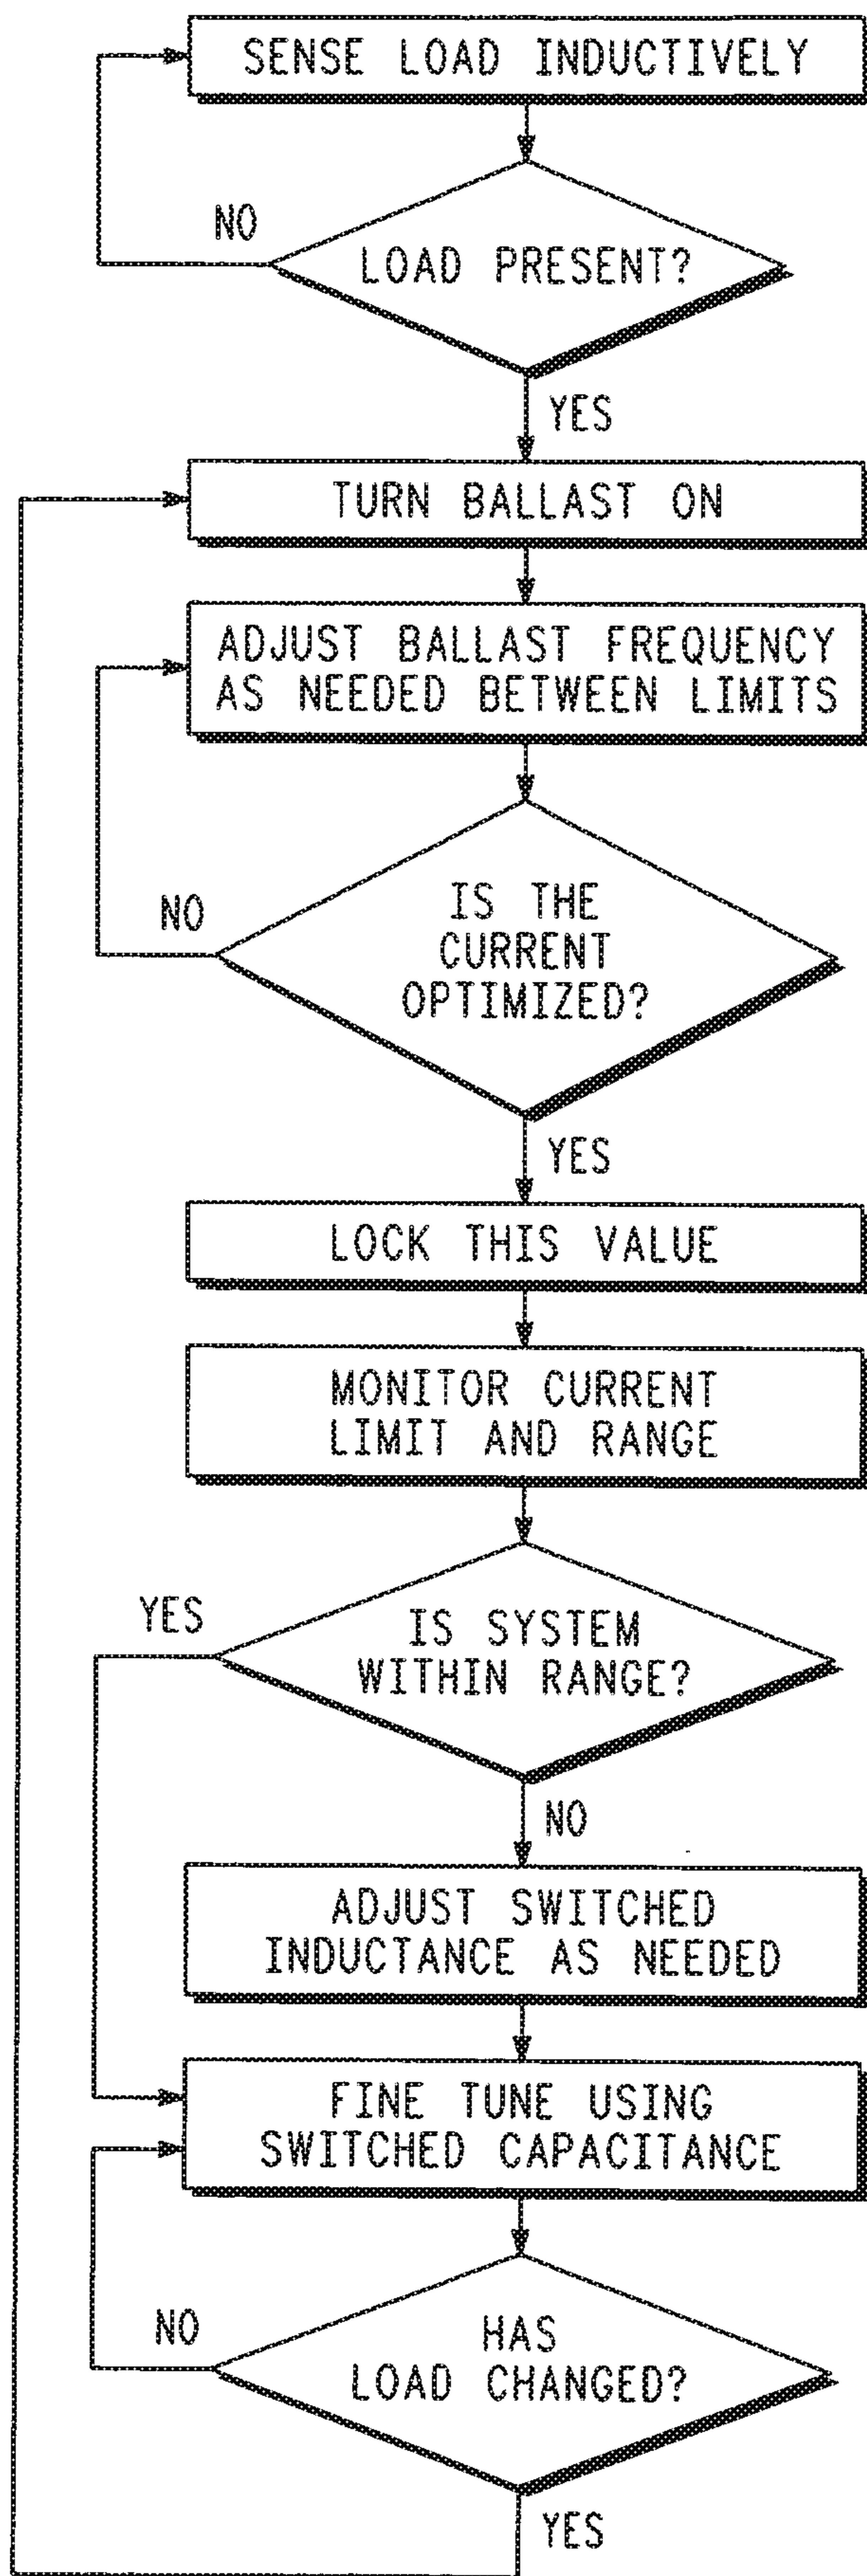 SENSE LOAD INDUCTIVELY
NO
LOAD PRESENT?
YES
TURN BALLAST ON
ADJUST BALLAST FREQUENCY
AS NEEDED BETWEEN LIMITS
NO
IS THE
CURRENT
OPTIMIZED?
YES
LOCK THIS VALUE
MONITOR CURRENT
LIMIT AND RANGE
YES
IS SYSTEM
WITHIN RANGE?
NO
ADJUST SWITCHED
INDUCTANCE AS NEEDED
FINE TUNE USING
SWITCHED CAPACITANCE
NO
HAS
LOAD CHANGED?
YES